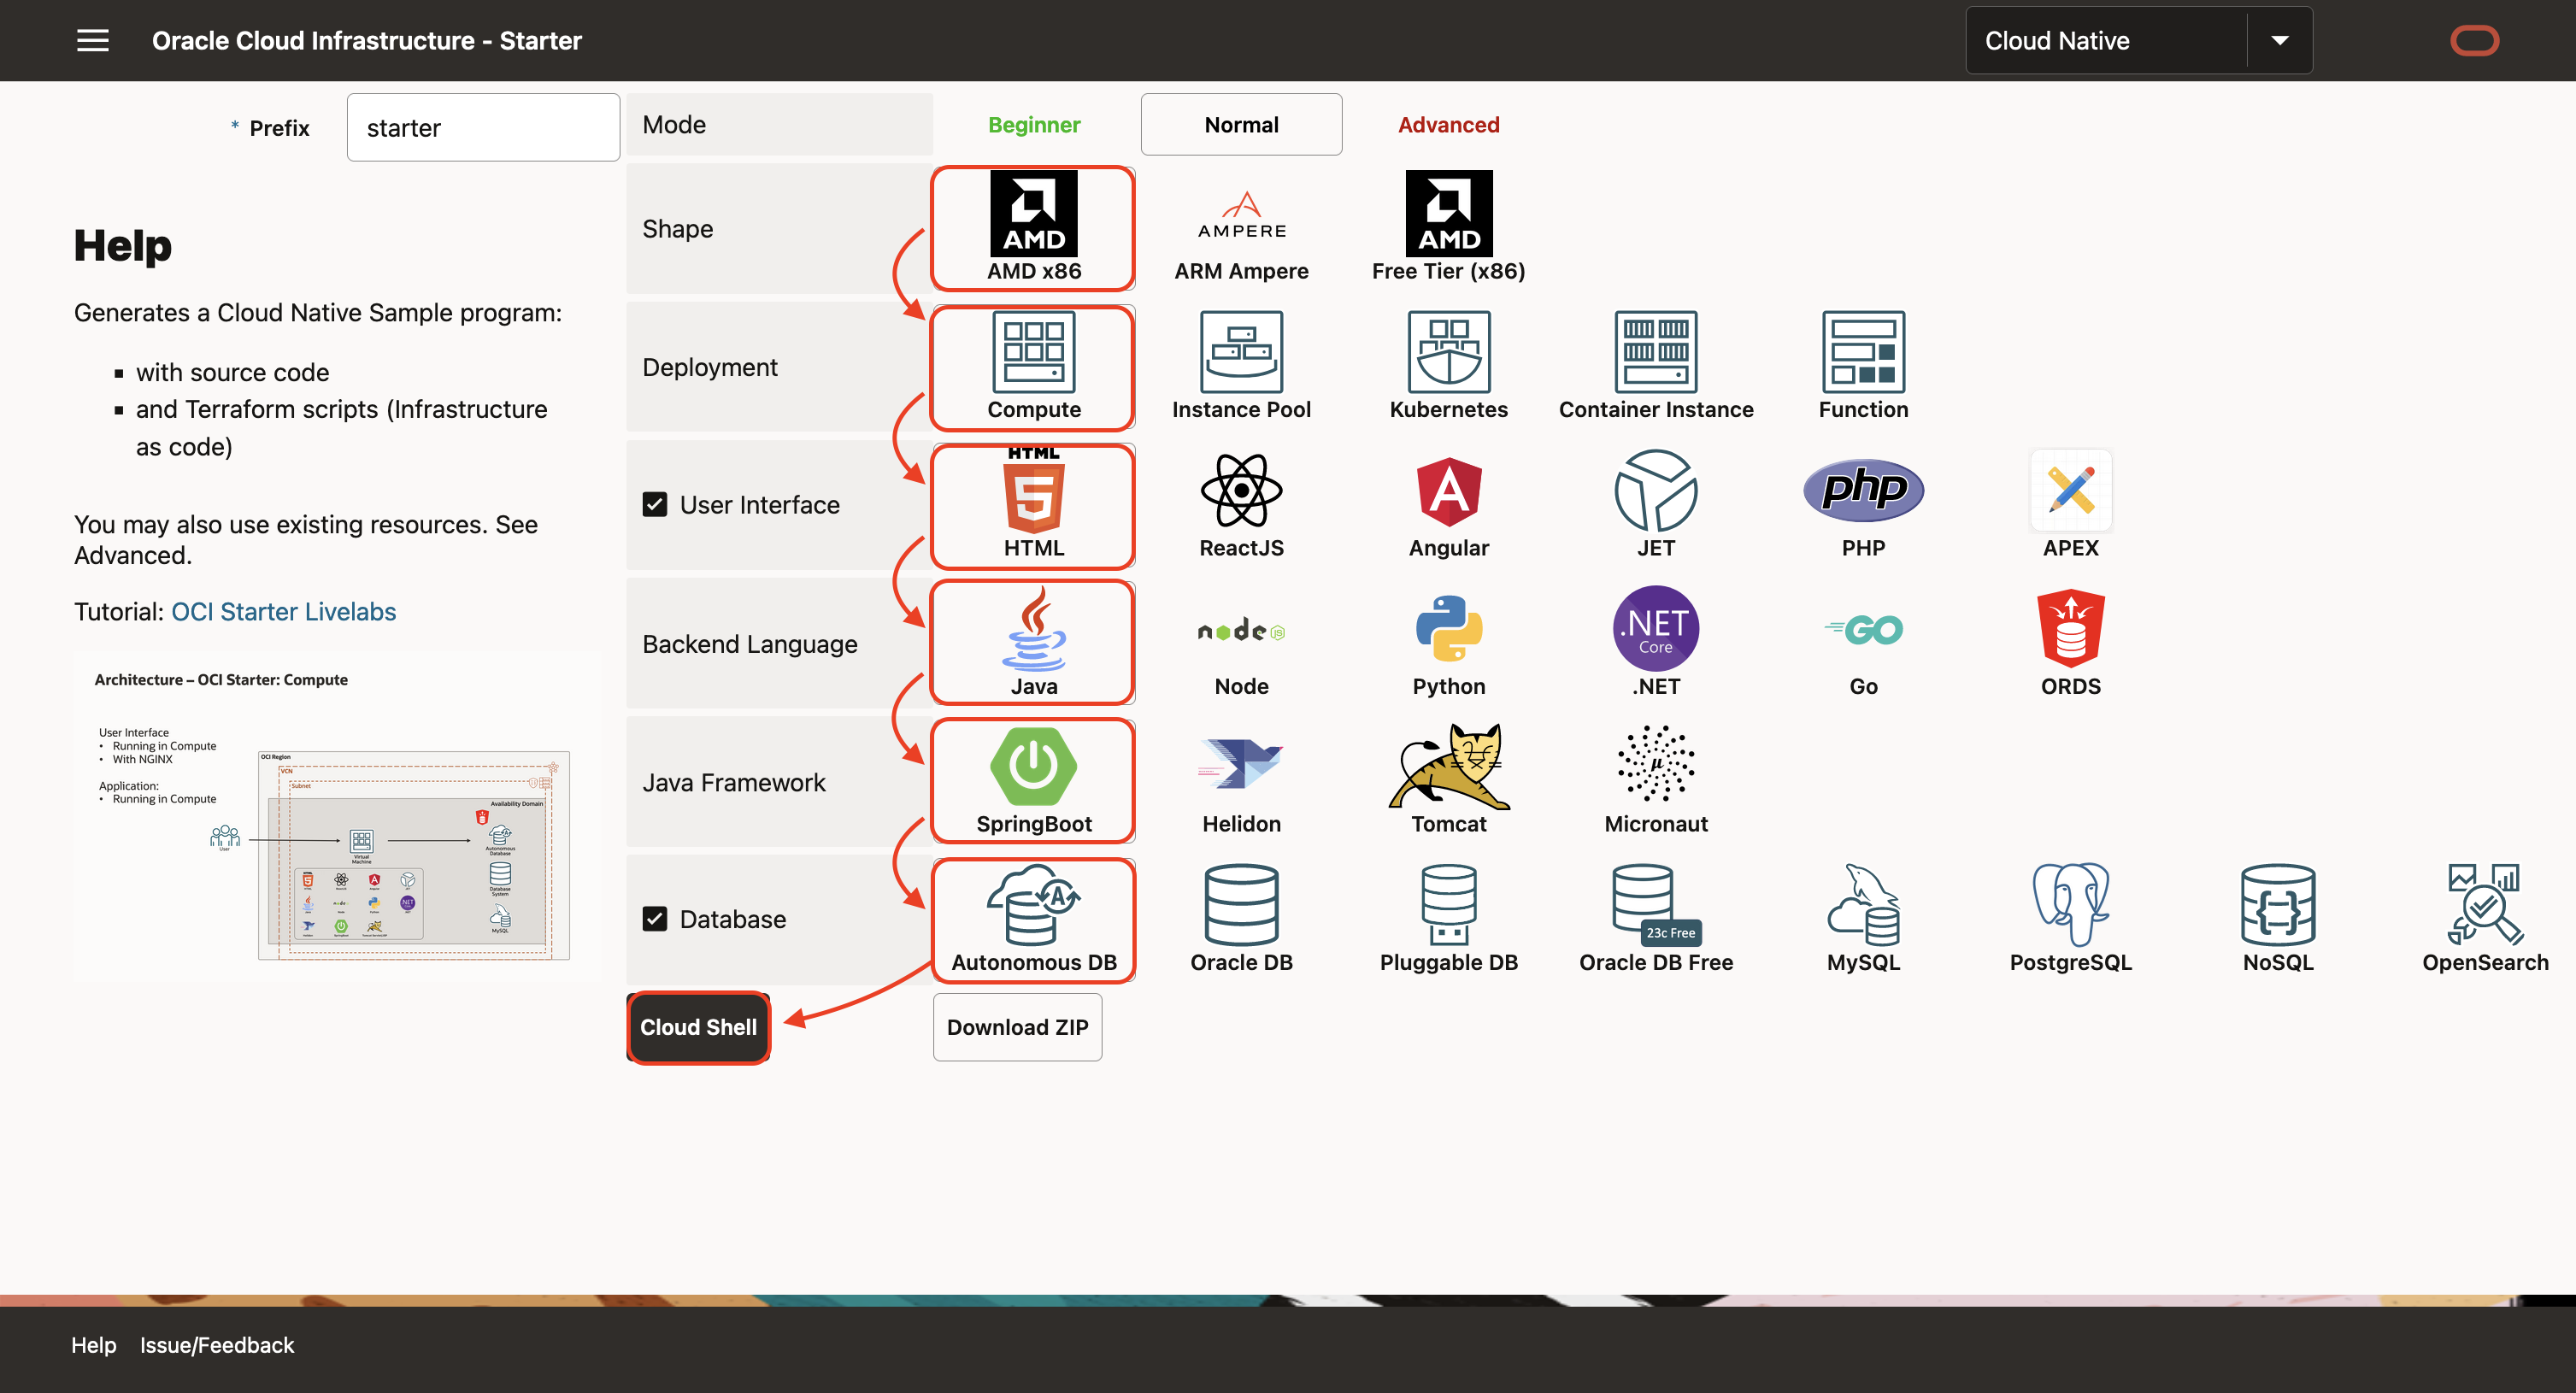 Oracle Cloud Infrastructure - Starter
Cloud Native
* Prefix
starter
Mode
Beginner
Normal
Advanced
Help
Generates a Cloud Native Sample program:
▪ with source code
▪ and Terraform scripts (Infrastructure
as code)
You may also use existing resources. See
Advanced.
Tutorial: OCI Starter Livelabs
Architecture – OCI Starter: Compute
User Interface
• Running in Compute
• With NGINX
Application:
• Running in Compute
OCI Region
VCN
Subnet
Availability Domain
User
Virtual
Machine
Autonomous
Database
Database
System
MySQL
Shape
AMD
AMD x86
AMPERE
ARM Ampere
AMD
Free Tier (x86)
Deployment
Compute
Instance Pool
Kubernetes
Container Instance
Function
User Interface
HTML
5
HTML
ReactJS
A
Angular
JET
php
PHP
APEX
Backend Language
Java
node JS
Node
Python
.NET
Core
.NET
GO
Go
ORDS
Java Framework
SpringBoot
Helidon
Tomcat
μ
Micronaut
Database
A
Autonomous DB
Oracle DB
Pluggable DB
23c Free
Oracle DB Free
MySQL
PostgreSQL
{}
NoSQL
OpenSearch
Cloud Shell
Download ZIP
Help
Issue/Feedback